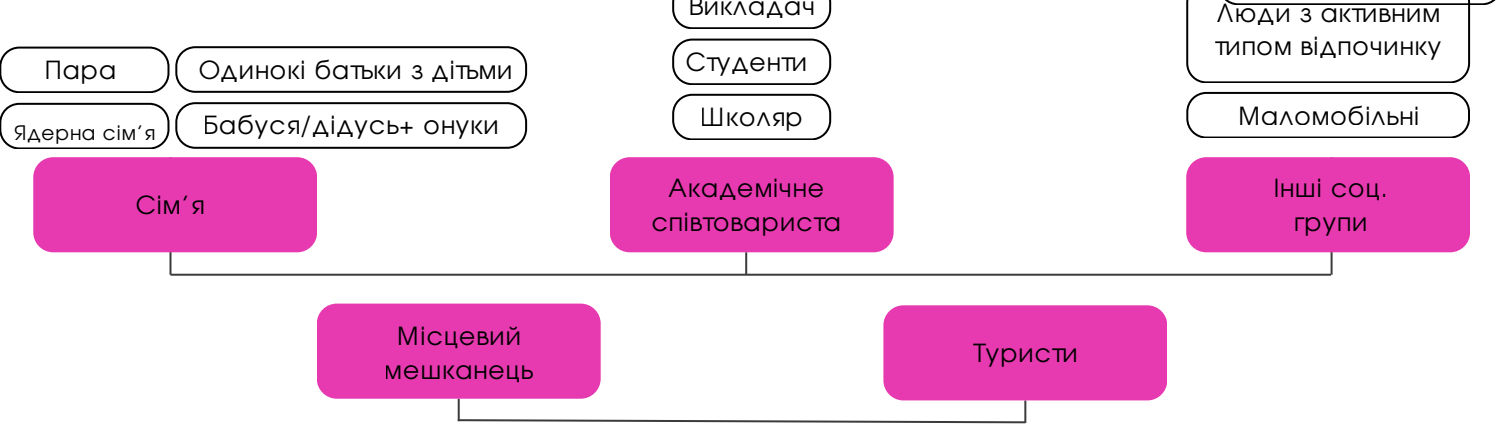 Викладач
Люди з активним
типом відпочинку
Пара
Одинокі батьки з дітьми
Студенти
Ядерна сім’я
Бабуся/дідусь+ онуки
Школяр
Маломобільні
Сім’я
Академічне
співтовариста
Інші соц.
групи
Місцевий
мешканець
Туристи